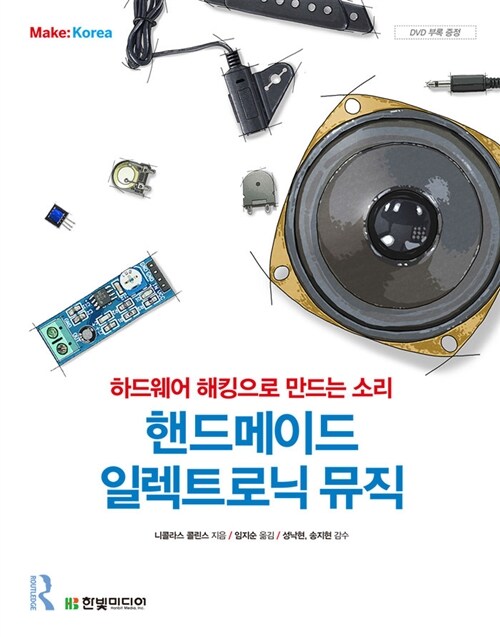 Make: Korea
DVD 부록 증정
하드웨어 해킹으로 만드는 소리
핸드메이드
일렉트로닉 뮤직
니콜라스 콜린스 지음 / 임지순 옮김 / 성낙현, 송지현 감수
ROUTLEDGE
HB 한빛미디어
Hanbit Media, Inc.